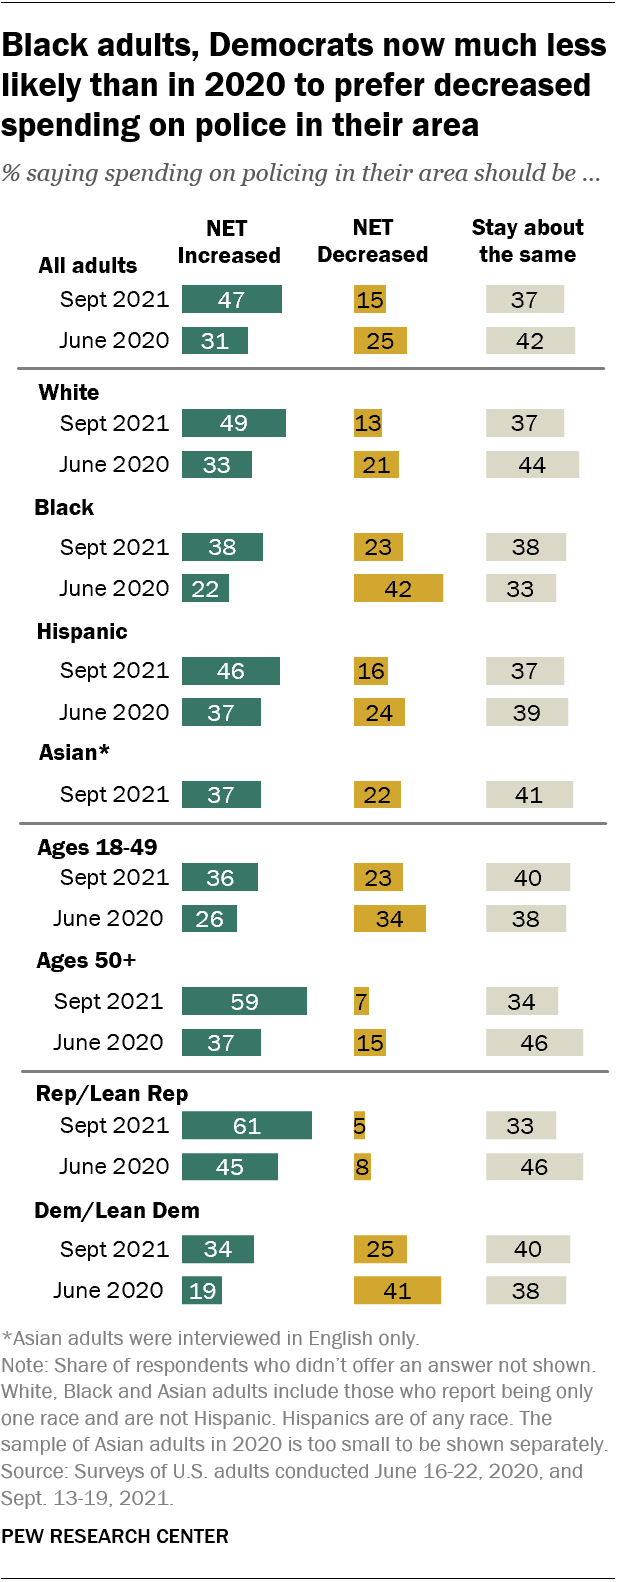 Black adults, Democrats now much less
likely than in 2020 to prefer decreased
spending on police in their area
% saying spending on policing in their area should be ...
NET Increased NET Decreased Stay about the same
All adults
Sept 2021 47 15 37
June 2020 31 25 42
White
Sept 2021 49 13 37
June 2020 33 21 44
Black
Sept 2021 38 23 38
June 2020 22 42 33
Hispanic
Sept 2021 46 16 37
June 2020 37 24 39
Asian*
Sept 2021 37 22 41
Ages 18-49
Sept 2021 36 23 40
June 2020 26 34 38
Ages 50+
Sept 2021 59 7 34
June 2020 37 15 46
Rep/Lean Rep
Sept 2021 61 5 33
June 2020 45 8 46
Dem/Lean Dem
Sept 2021 34 25 40
June 2020 19 41 38
*Asian adults were interviewed in English only.
Note: Share of respondents who didn't offer an answer not shown.
White, Black and Asian adults include those who report being only
one race and are not Hispanic. Hispanics are of any race. The
sample of Asian adults in 2020 is too small to be shown separately.
Source: Surveys of U.S. adults conducted June 16-22, 2020, and
Sept. 13-19, 2021.
PEW RESEARCH CENTER